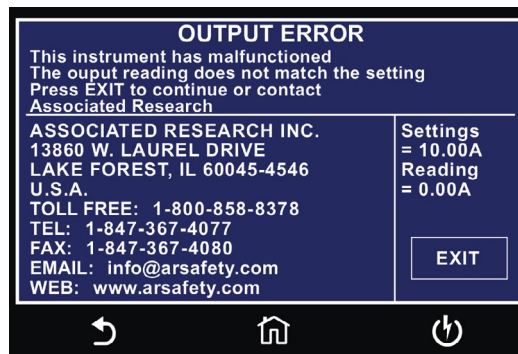 OUTPUT ERROR
This instrument has malfunctioned
The ouput reading does not match the setting
Press EXIT to continue or contact
Associated Research
ASSOCIATED RESEARCH INC.
13860 W. LAUREL DRIVE
LAKE FOREST, IL 60045-4546
U.S.A.
TOLL FREE: 1-800-858-8378
TEL: 1-847-367-4077
FAX: 1-847-367-4080
EMAIL: info@arsafety.com
WEB: www.arsafety.com
Settings
= 10.00A
Reading
= 0.00A
EXIT